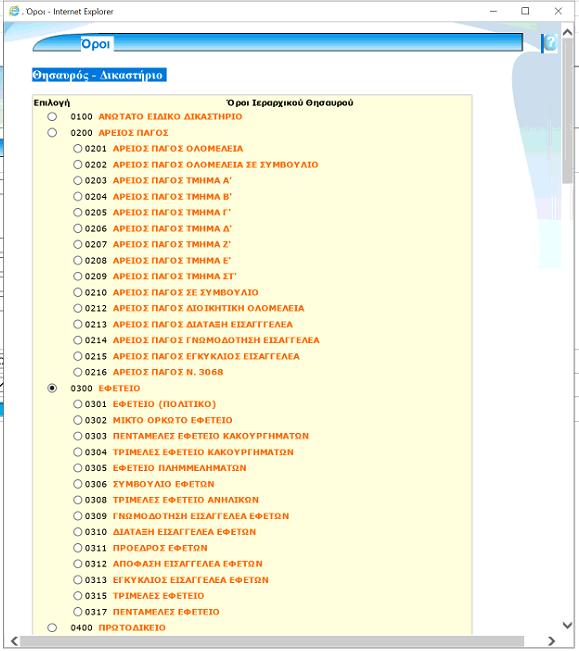 . Όροι - Internet Explorer
Όροι
?
Θησαυρός - Δικαστήριο
Επιλογή Όροι Ιεραρχικού Θησαυρού
0100 ΑΝΩΤΑΤΟ ΕΙΔΙΚΟ ΔΙΚΑΣΤΗΡΙΟ
0200 ΑΡΕΙΟΣ ΠΑΓΟΣ
0201 ΑΡΕΙΟΣ ΠΑΓΟΣ ΟΛΟΜΕΛΕΙΑ
0202 ΑΡΕΙΟΣ ΠΑΓΟΣ ΟΛΟΜΕΛΕΙΑ ΣΕ ΣΥΜΒΟΥΛΙΟ
0203 ΑΡΕΙΟΣ ΠΑΓΟΣ ΤΜΗΜΑ Α'
0204 ΑΡΕΙΟΣ ΠΑΓΟΣ ΤΜΗΜΑ Β'
0205 ΑΡΕΙΟΣ ΠΑΓΟΣ ΤΜΗΜΑ Γ'
0206 ΑΡΕΙΟΣ ΠΑΓΟΣ ΤΜΗΜΑ Δ'
0207 ΑΡΕΙΟΣ ΠΑΓΟΣ ΤΜΗΜΑ Ζ'
0208 ΑΡΕΙΟΣ ΠΑΓΟΣ ΤΜΗΜΑ Ε'
0209 ΑΡΕΙΟΣ ΠΑΓΟΣ ΤΜΗΜΑ ΣΤ'
0210 ΑΡΕΙΟΣ ΠΑΓΟΣ ΣΕ ΣΥΜΒΟΥΛΙΟ
0212 ΑΡΕΙΟΣ ΠΑΓΟΣ ΔΙΟΙΚΗΤΙΚΗ ΟΛΟΜΕΛΕΙΑ
0213 ΑΡΕΙΟΣ ΠΑΓΟΣ ΔΙΑΤΑΞΗ ΕΙΣΑΓΓΕΛΕΑ
0214 ΑΡΕΙΟΣ ΠΑΓΟΣ ΓΝΩΜΟΔΟΤΗΣΗ ΕΙΣΑΓΓΕΛΕΑ
0215 ΑΡΕΙΟΣ ΠΑΓΟΣ ΕΓΚΥΚΛΙΟΣ ΕΙΣΑΓΓΕΛΕΑ
0216 ΑΡΕΙΟΣ ΠΑΓΟΣ Ν. 3068
0300 ΕΦΕΤΕΙΟ
0301 ΕΦΕΤΕΙΟ (ΠΟΛΙΤΙΚΟ)
0302 ΜΙΚΤΟ ΟΡΚΩΤΟ ΕΦΕΤΕΙΟ
0303 ΠΕΝΤΑΜΕΛΕΣ ΕΦΕΤΕΙΟ ΚΑΚΟΥΡΓΗΜΑΤΩΝ
0304 ΤΡΙΜΕΛΕΣ ΕΦΕΤΕΙΟ ΚΑΚΟΥΡΓΗΜΑΤΩΝ
0305 ΕΦΕΤΕΙΟ ΠΛΗΜΜΕΛΗΜΑΤΩΝ
0306 ΣΥΜΒΟΥΛΙΟ ΕΦΕΤΩΝ
0308 ΤΡΙΜΕΛΕΣ ΕΦΕΤΕΙΟ ΑΝΗΛΙΚΩΝ
0309 ΓΝΩΜΟΔΟΤΗΣΗ ΕΙΣΑΓΓΕΛΕΑ ΕΦΕΤΩΝ
0310 ΔΙΑΤΑΞΗ ΕΙΣΑΓΓΕΛΕΑ ΕΦΕΤΩΝ
0311 ΠΡΟΕΔΡΟΣ ΕΦΕΤΩΝ
0312 ΑΠΟΦΑΣΗ ΕΙΣΑΓΓΕΛΕΑ ΕΦΕΤΩΝ
0313 ΕΓΚΥΚΛΙΟΣ ΕΙΣΑΓΓΕΛΕΑ ΕΦΕΤΩΝ
0315 ΤΡΙΜΕΛΕΣ ΕΦΕΤΕΙΟ
0317 ΠΕΝΤΑΜΕΛΕΣ ΕΦΕΤΕΙΟ
0400 ΠΡΩΤΟΔΙΚΕΙΟ